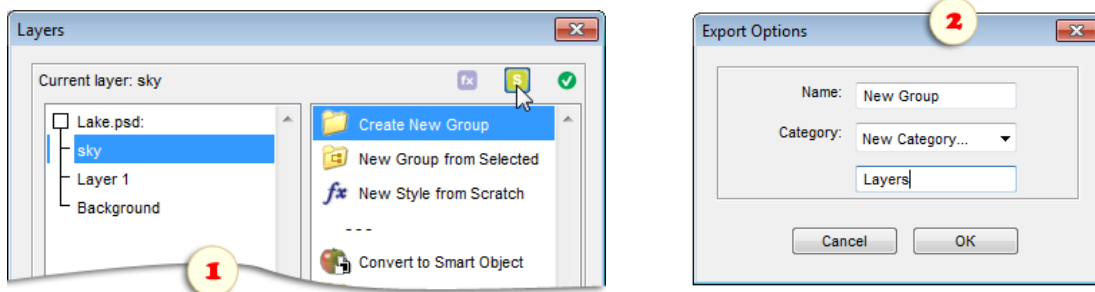 Layers
Current layer: sky
fx
S
Lake.psd:
sky
Layer 1
Background
Create New Group
New Group from Selected
fx New Style from Scratch
---
Convert to Smart Object
1
2
Export Options
Name: New Group
Category: New Category...
Layers
Cancel OK